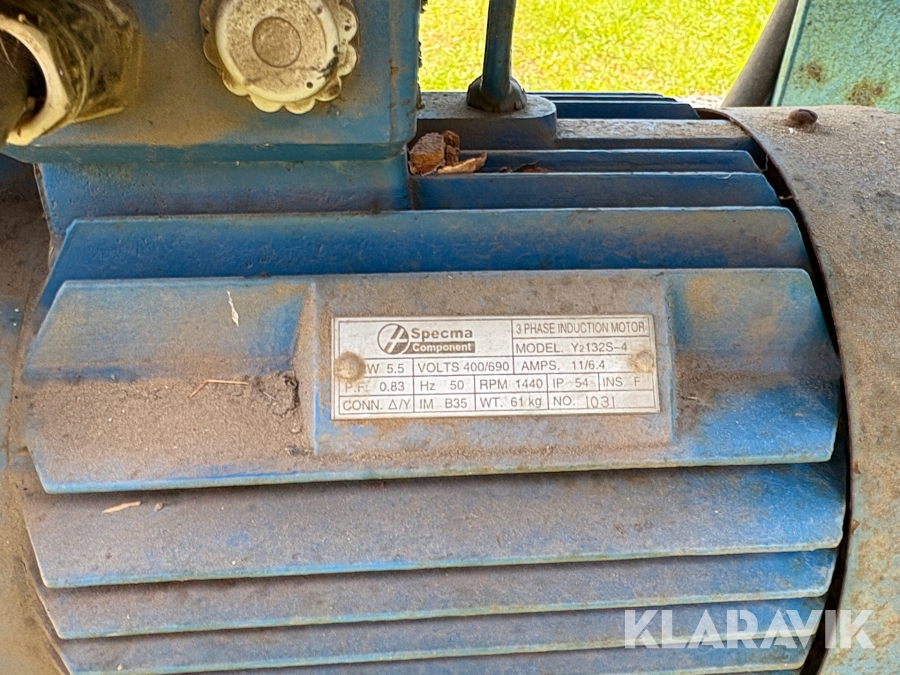 Specma
Component
3 PHASE INDUCTION MOTOR
MODEL. Y2132S-4
W 5.5 VOLTS 400/690 AMPS. 11/6.4
P.F. 0.83 Hz 50 RPM 1440 IP 54 INS. F
CONN. Δ/Y IM B35 WT. 61 kg NO. 1031
KLARAVIK